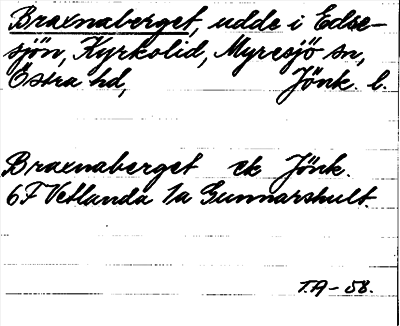 Braxnaberget, udde i Edse-
sjön, Kyrkolid, Myresjö sn,
Östra hd, Jönk. l.
Braxnaberget ek Jönk.
6F Vetlanda 1a Gunnarshult.
T.A - 58.